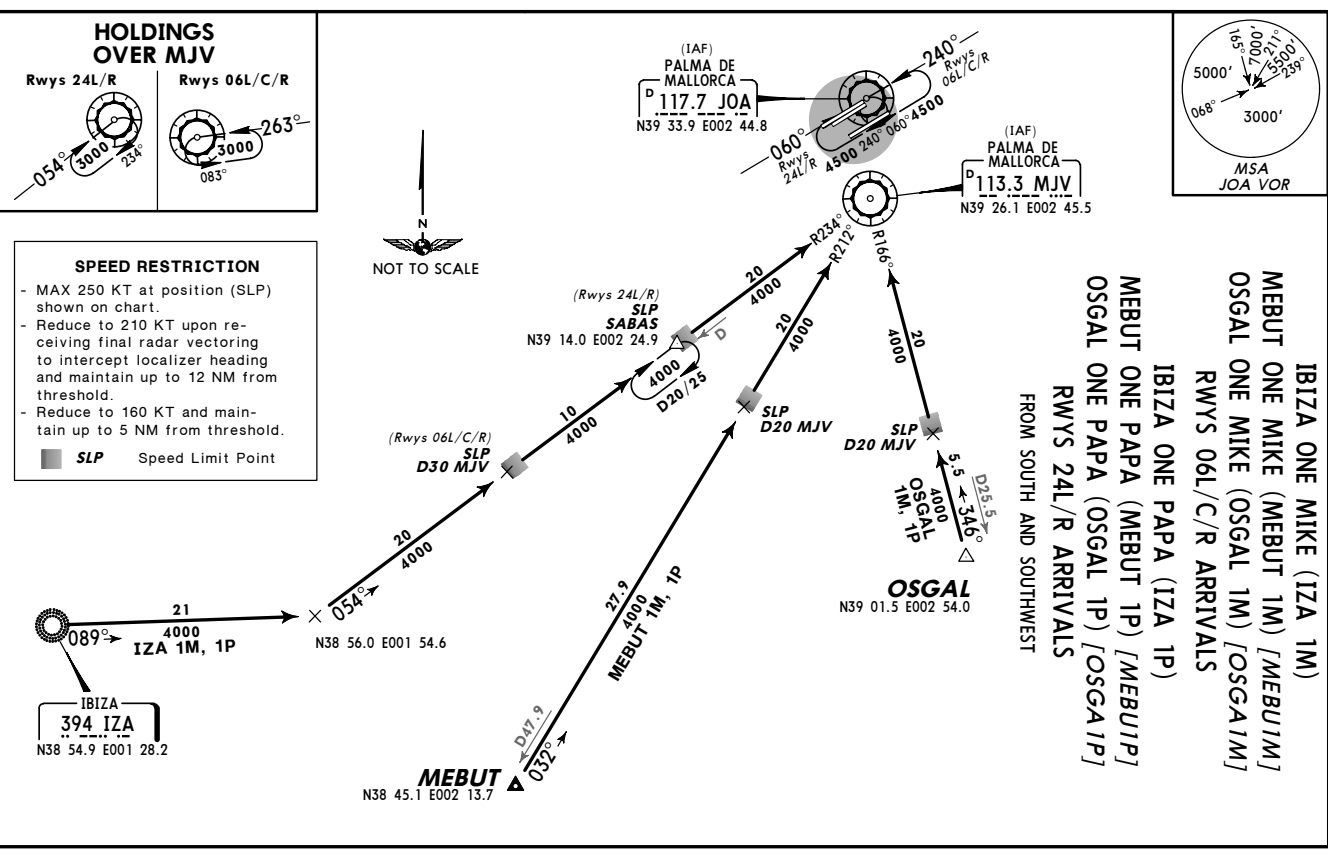 HOLDINGS
OVER MJV
Rwys 24L/R
Rwys 06L/C/R
054°
3000
234°
263°
3000
083°
SPEED RESTRICTION
- MAX 250 KT at position (SLP)
shown on chart.
- Reduce to 210 KT upon re-
ceiving final radar vectoring
to intercept localizer heading
and maintain up to 12 NM from
threshold.
- Reduce to 160 KT and main-
tain up to 5 NM from threshold.
SLP Speed Limit Point
N
NOT TO SCALE
(IAF)
PALMA DE
MALLORCA
D 117.7 JOA
N39 33.9 E002 44.8
240°
Rwys
06L/C/R
060°
Rwys
24L/R
4500 240°
060° 4500
(IAF)
PALMA DE
MALLORCA
D 113.3 MJV
N39 26.1 E002 45.5
165°
7000'
211°
5500'
239°
5000'
068°
3000'
MSA
JOA VOR
R234°
R212°
R166°
20
4000
(Rwys 24L/R)
SLP
SABAS
N39 14.0 E002 24.9
D
4000
D20/25
20
4000
SLP
D20 MJV
20
4000
SLP
D20 MJV
10
4000
(Rwys 06L/C/R)
SLP
D30 MJV
5.5
346°
D25.5
4000
OSGAL
1M, 1P
OSGAL
N39 01.5 E002 54.0
20
4000
054°
N38 56.0 E001 54.6
21
4000
089°
IZA 1M, 1P
IBIZA
394 IZA
N38 54.9 E001 28.2
27.9
4000
MEBUT 1M, 1P
D47.9
032°
MEBUT
N38 45.1 E002 13.7
IBIZA ONE MIKE (IZA 1M)
MEBUT ONE MIKE (MEBUT 1M) [MEBU1M]
OSGAL ONE MIKE (OSGAL 1M) [OSGA1M]
RWYS 06L/C/R ARRIVALS
IBIZA ONE PAPA (IZA 1P)
MEBUT ONE PAPA (MEBUT 1P) [MEBU1P]
OSGAL ONE PAPA (OSGAL 1P) [OSGA1P]
RWYS 24L/R ARRIVALS
FROM SOUTH AND SOUTHWEST